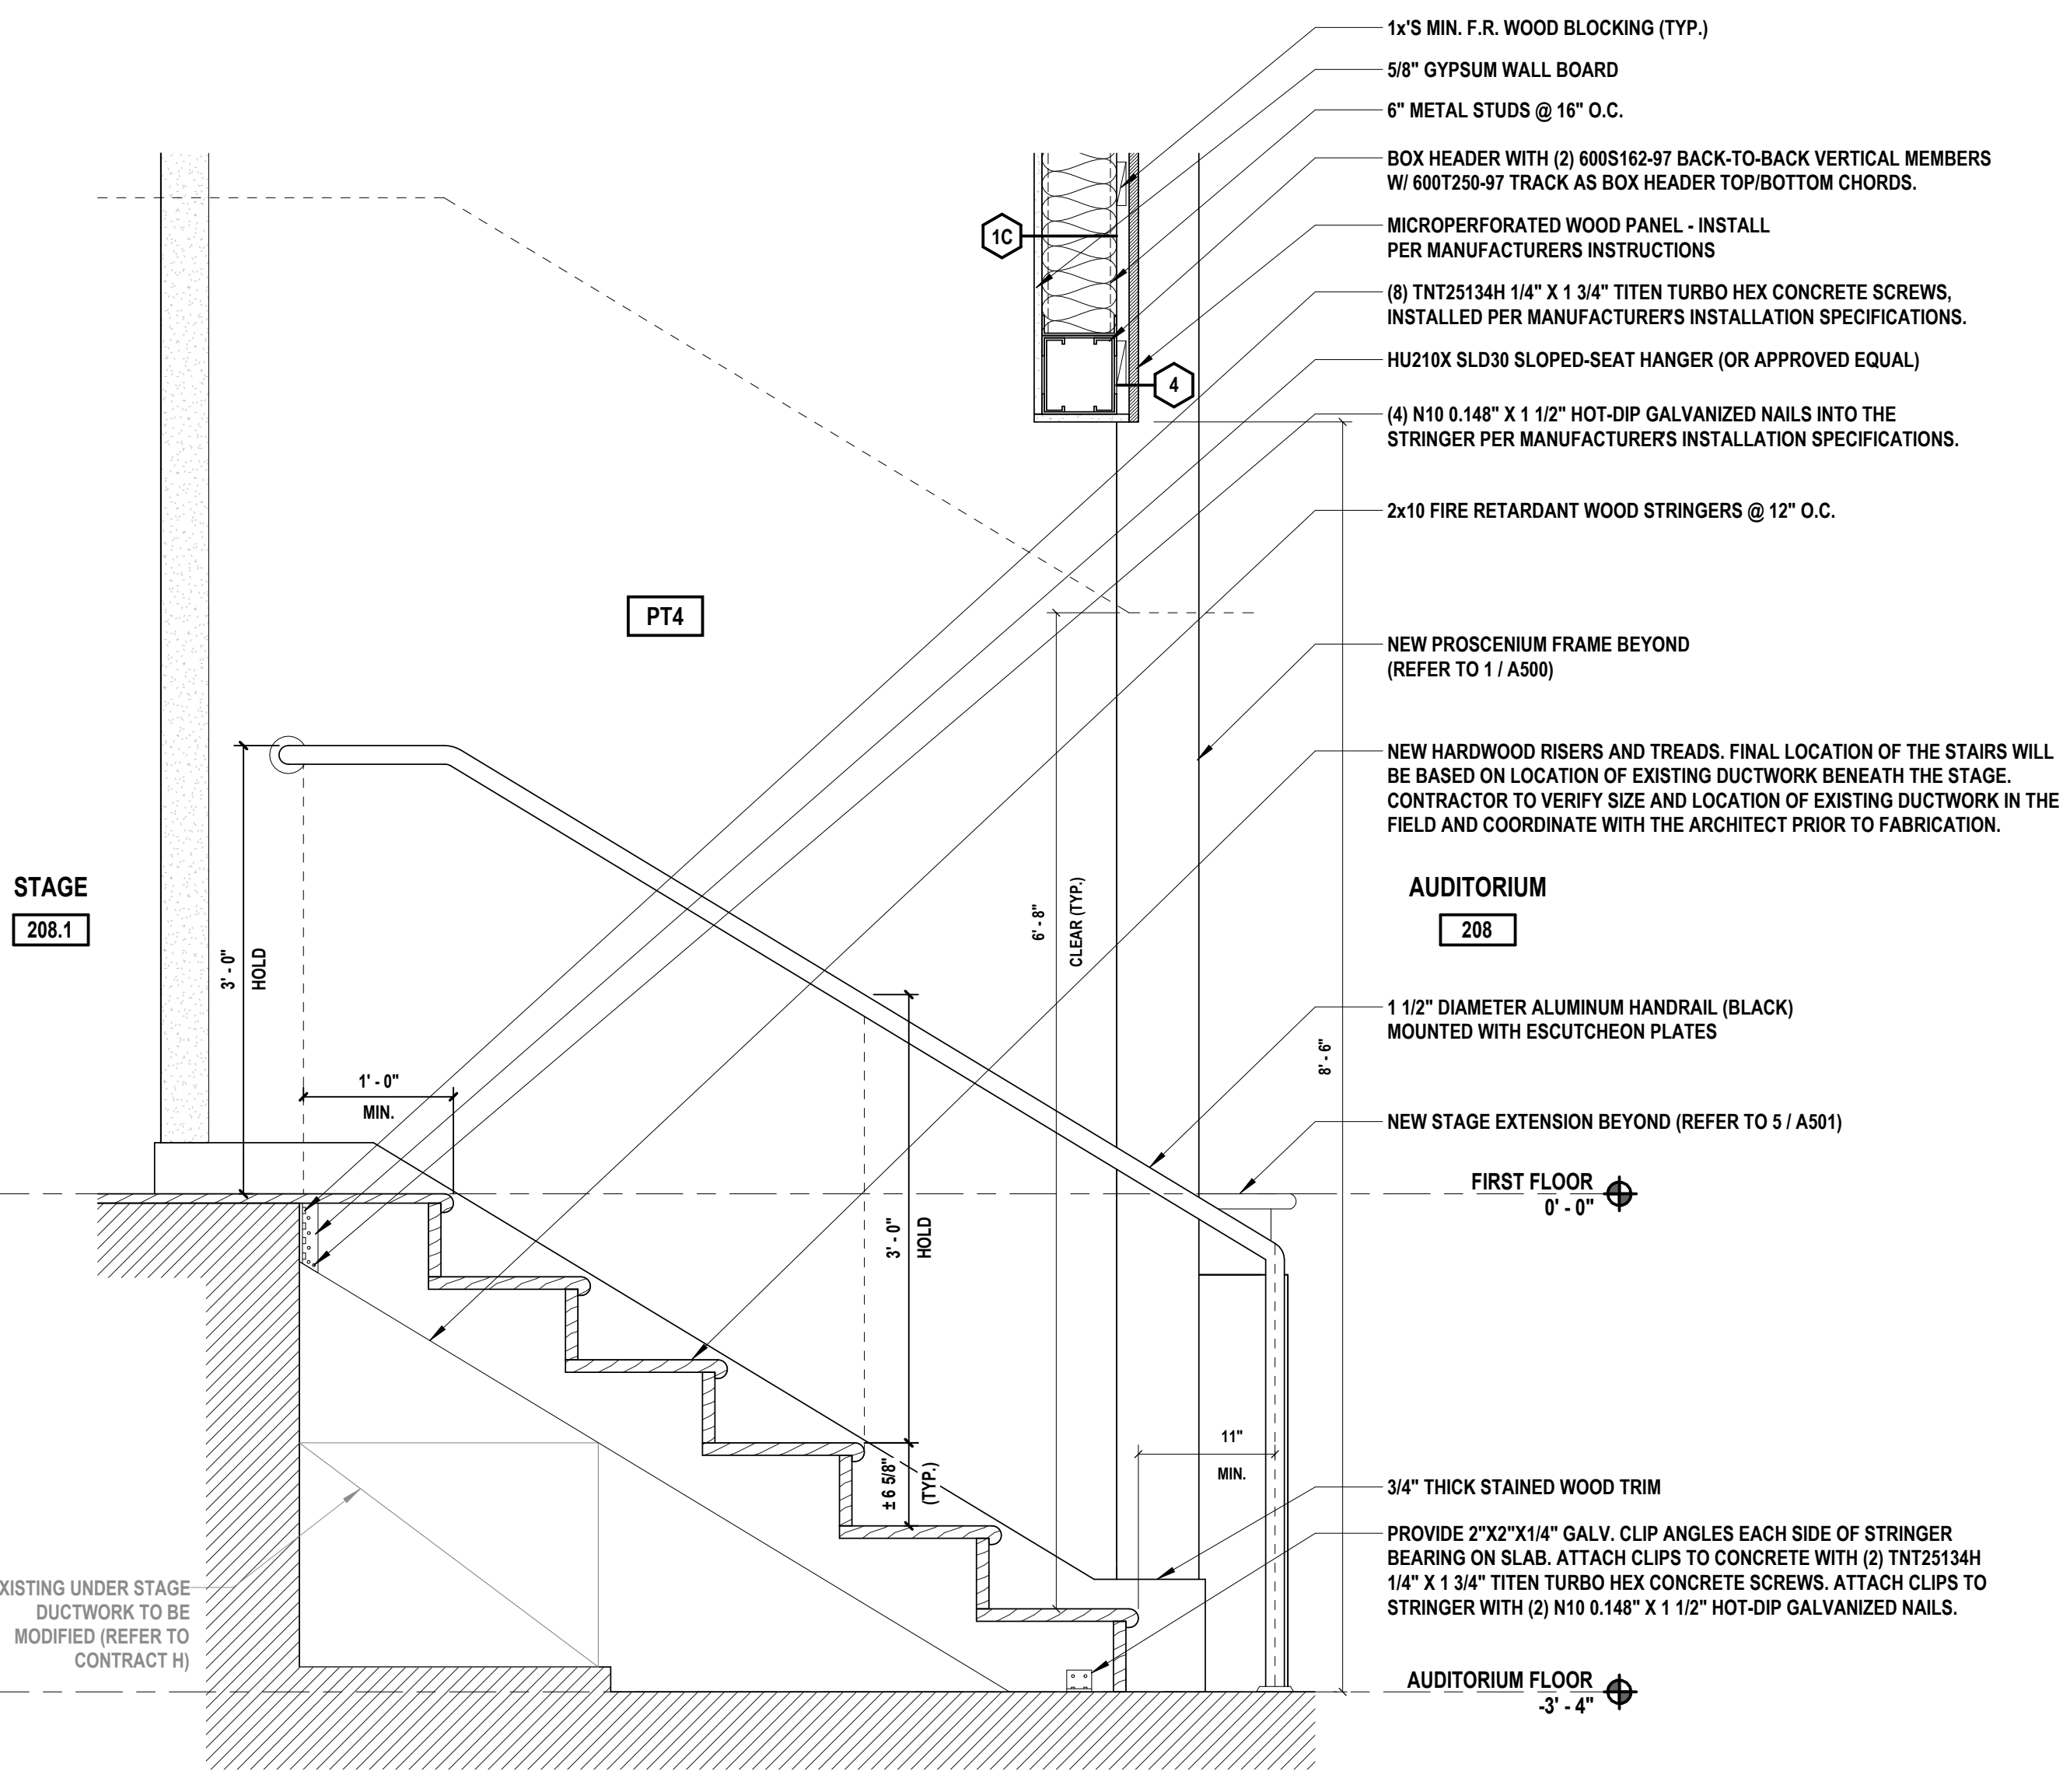 1x'S MIN. F.R. WOOD BLOCKING (TYP.)
5/8" GYPSUM WALL BOARD
6" METAL STUDS @ 16" O.C.
BOX HEADER WITH (2) 600S162-97 BACK-TO-BACK VERTICAL MEMBERS
W/ 600T250-97 TRACK AS BOX HEADER TOP/BOTTOM CHORDS.
1C
MICROPERFORATED WOOD PANEL - INSTALL
PER MANUFACTURERS INSTRUCTIONS
(8) TNT25134H 1/4" X 1 3/4" TITEN TURBO HEX CONCRETE SCREWS,
INSTALLED PER MANUFACTURER'S INSTALLATION SPECIFICATIONS.
HU210X SLD30 SLOPED-SEAT HANGER (OR APPROVED EQUAL)
4
(4) N10 0.148" X 1 1/2" HOT-DIP GALVANIZED NAILS INTO THE
STRINGER PER MANUFACTURER'S INSTALLATION SPECIFICATIONS.
2x10 FIRE RETARDANT WOOD STRINGERS @ 12" O.C.
PT4
NEW PROSCENIUM FRAME BEYOND
(REFER TO 1 / A500)
NEW HARDWOOD RISERS AND TREADS. FINAL LOCATION OF THE STAIRS WILL
BE BASED ON LOCATION OF EXISTING DUCTWORK BENEATH THE STAGE.
CONTRACTOR TO VERIFY SIZE AND LOCATION OF EXISTING DUCTWORK IN THE
FIELD AND COORDINATE WITH THE ARCHITECT PRIOR TO FABRICATION.
STAGE
208.1
3' - 0"
HOLD
6' - 8"
CLEAR (TYP.)
AUDITORIUM
208
1 1/2" DIAMETER ALUMINUM HANDRAIL (BLACK)
MOUNTED WITH ESCUTCHEON PLATES
8' - 6"
1' - 0"
MIN.
NEW STAGE EXTENSION BEYOND (REFER TO 5 / A501)
FIRST FLOOR
0' - 0"
3' - 0"
HOLD
11"
MIN.
± 6 5/8"
(TYP.)
3/4" THICK STAINED WOOD TRIM
PROVIDE 2"X2"X1/4" GALV. CLIP ANGLES EACH SIDE OF STRINGER
BEARING ON SLAB. ATTACH CLIPS TO CONCRETE WITH (2) TNT25134H
1/4" X 1 3/4" TITEN TURBO HEX CONCRETE SCREWS. ATTACH CLIPS TO
STRINGER WITH (2) N10 0.148" X 1 1/2" HOT-DIP GALVANIZED NAILS.
XISTING UNDER STAGE
DUCTWORK TO BE
MODIFIED (REFER TO
CONTRACT H)
AUDITORIUM FLOOR
-3' - 4"